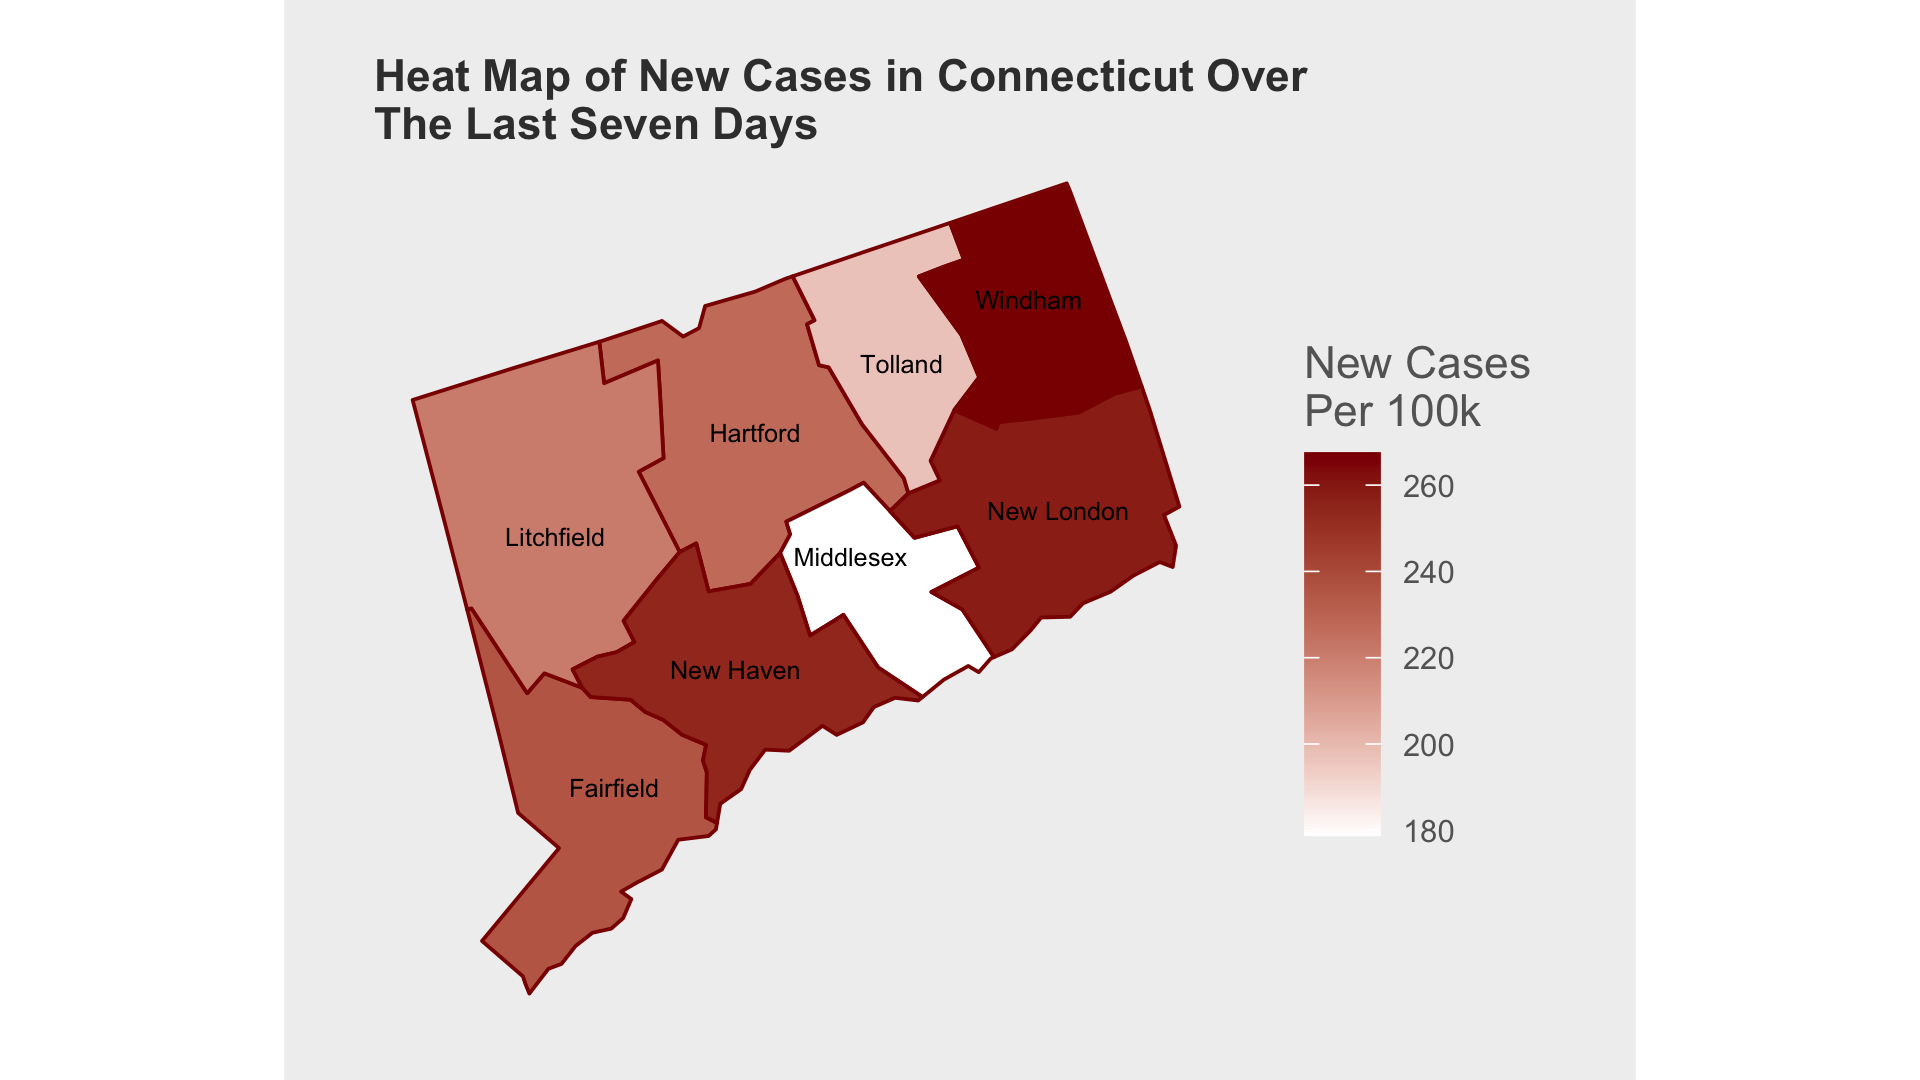 Heat Map of New Cases in Connecticut Over
The Last Seven Days
Windham
Tolland
Hartford
New London
Litchfield
Middlesex
New Haven
Fairfield
New Cases
Per 100k
260
240
220
200
180